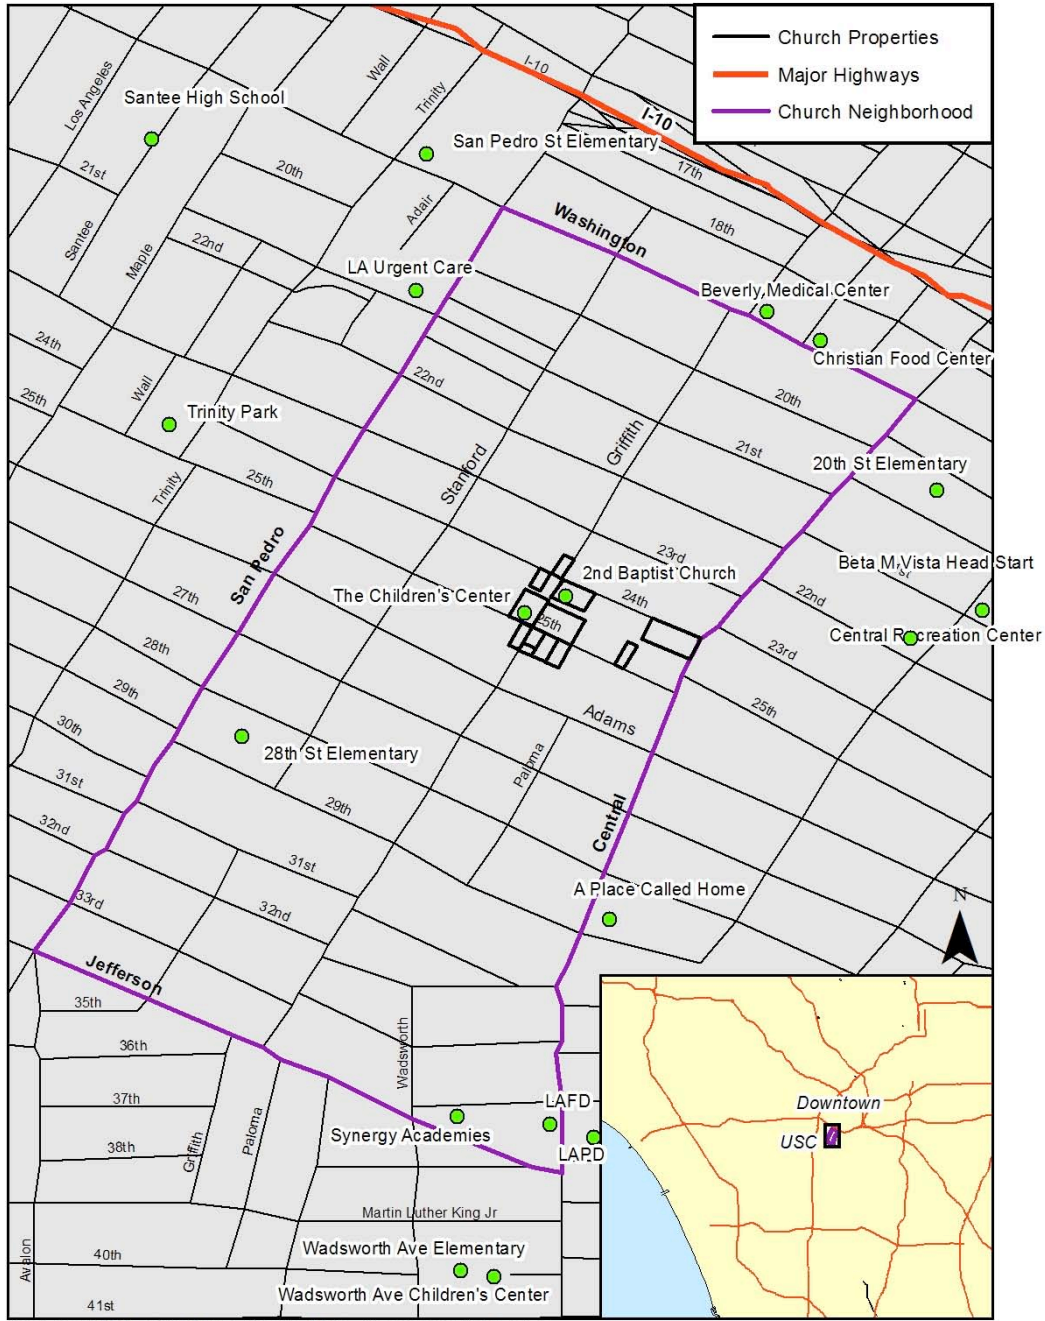 Church Properties
Major Highways
Church Neighborhood
I-10
I-10
Wall
Trinity
Los Angeles
Santee High School
San Pedro St Elementary
21st
20th
17th
Adair
18th
Washington
Santee
Maple
22nd
LA Urgent Care
Beverly Medical Center
24th
Christian Food Center
25th
Wall
22nd
20th
Trinity Park
Griffith
21st
Stanford
20th St Elementary
Trinity
25th
San Pedro
23rd
2nd Baptist Church
Beta M Vista Head Start
The Children's Center
24th
22nd
27th
25th
Central Recreation Center
28th
23rd
29th
25th
30th
Adams
28th St Elementary
Paloma
31st
29th
Central
32nd
31st
A Place Called Home
33rd
32nd
N
Jefferson
35th
36th
Wadsworth
37th
LAFD
Downtown
Synergy Academies
USC
38th
Griffith
Paloma
LAPD
Martin Luther King Jr
Avalon
40th
Wadsworth Ave Elementary
Wadsworth Ave Children's Center
41st